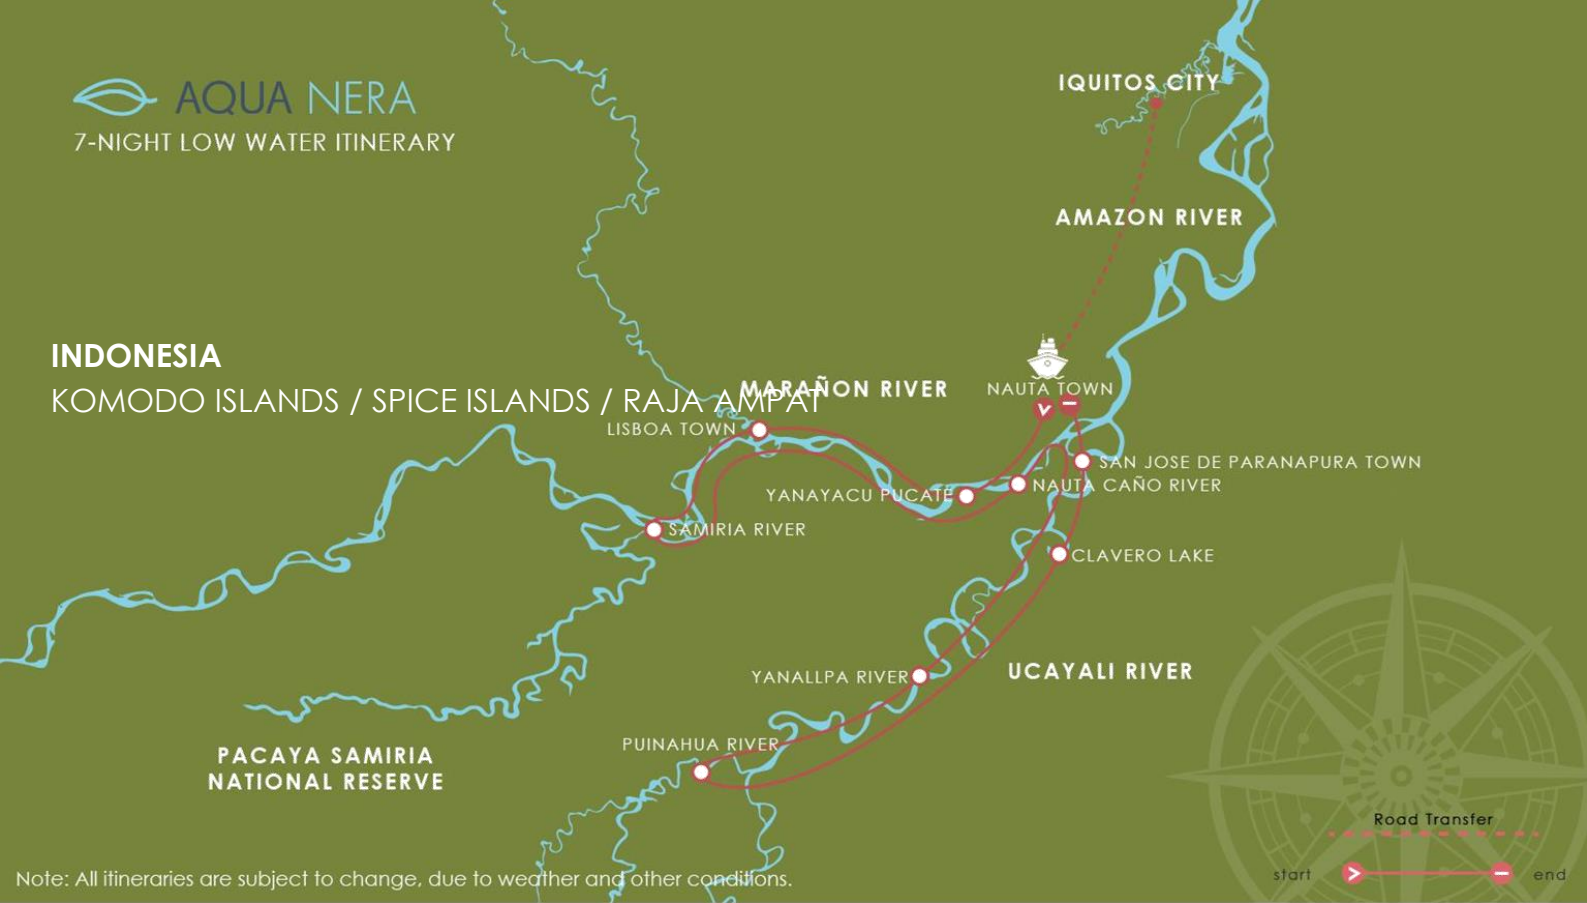 AQUA NERA
7-NIGHT LOW WATER ITINERARY
IQUITOS CITY
AMAZON RIVER
INDONESIA
KOMODO ISLANDS / SPICE ISLANDS / RAJA AMPAT
MARAÑON RIVER
NAUTA TOWN
LISBOA TOWN
SAN JOSE DE PARANAPURA TOWN
NAUTA CAÑO RIVER
YANAYACU PUCATE
SAMIRIA RIVER
CLAVERO LAKE
YANALLPA RIVER
UCAYALI RIVER
PUINAHUA RIVER
PACAYA SAMIRIA
NATIONAL RESERVE
Road Transfer
start
end
Note: All itineraries are subject to change, due to weather and other conditions.